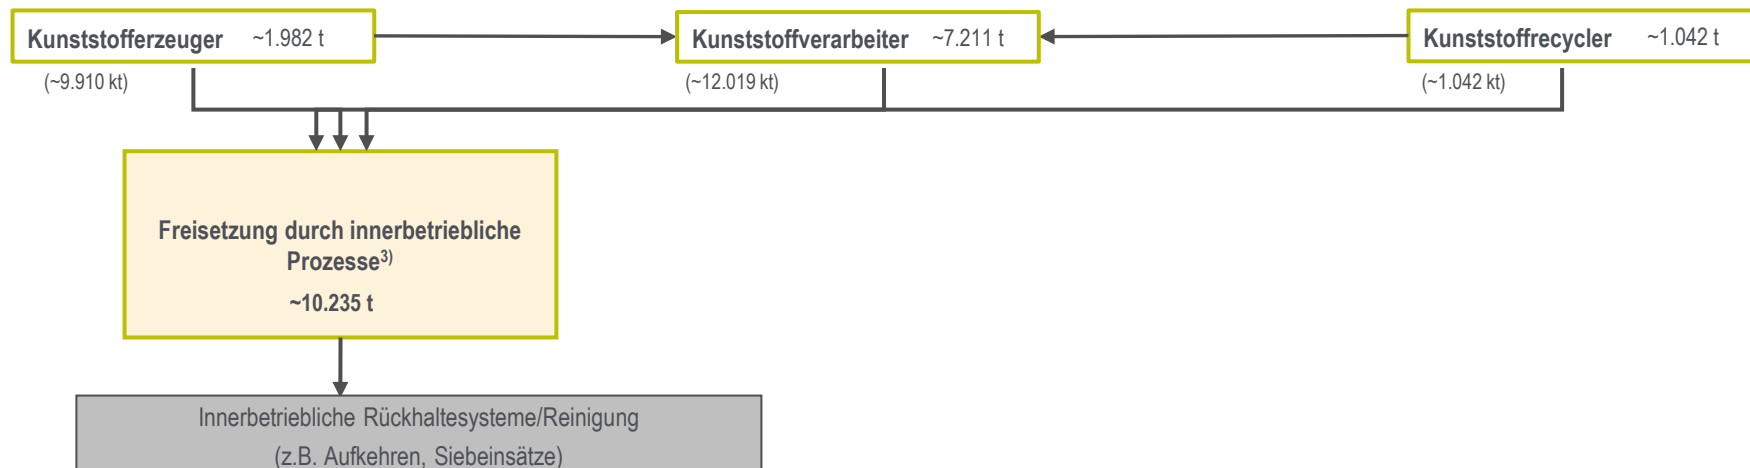 Kunststofferzeuger ~1.982 t
Kunststoffverarbeiter ~7.211 t
Kunststoffrecycler ~1.042 t
(~9.910 kt)
(~12.019 kt)
(~1.042 kt)
Freisetzung durch innerbetriebliche
Prozesse³⁾
~10.235 t
Innerbetriebliche Rückhaltesysteme/Reinigung
(z.B. Aufkehren, Siebeinsätze)